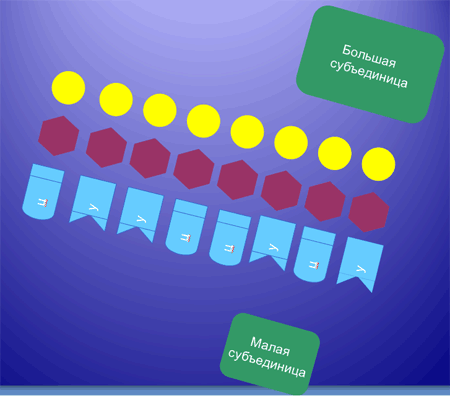 Большая
субъединица
ц у у ц ц у ц у
Малая
субъединица